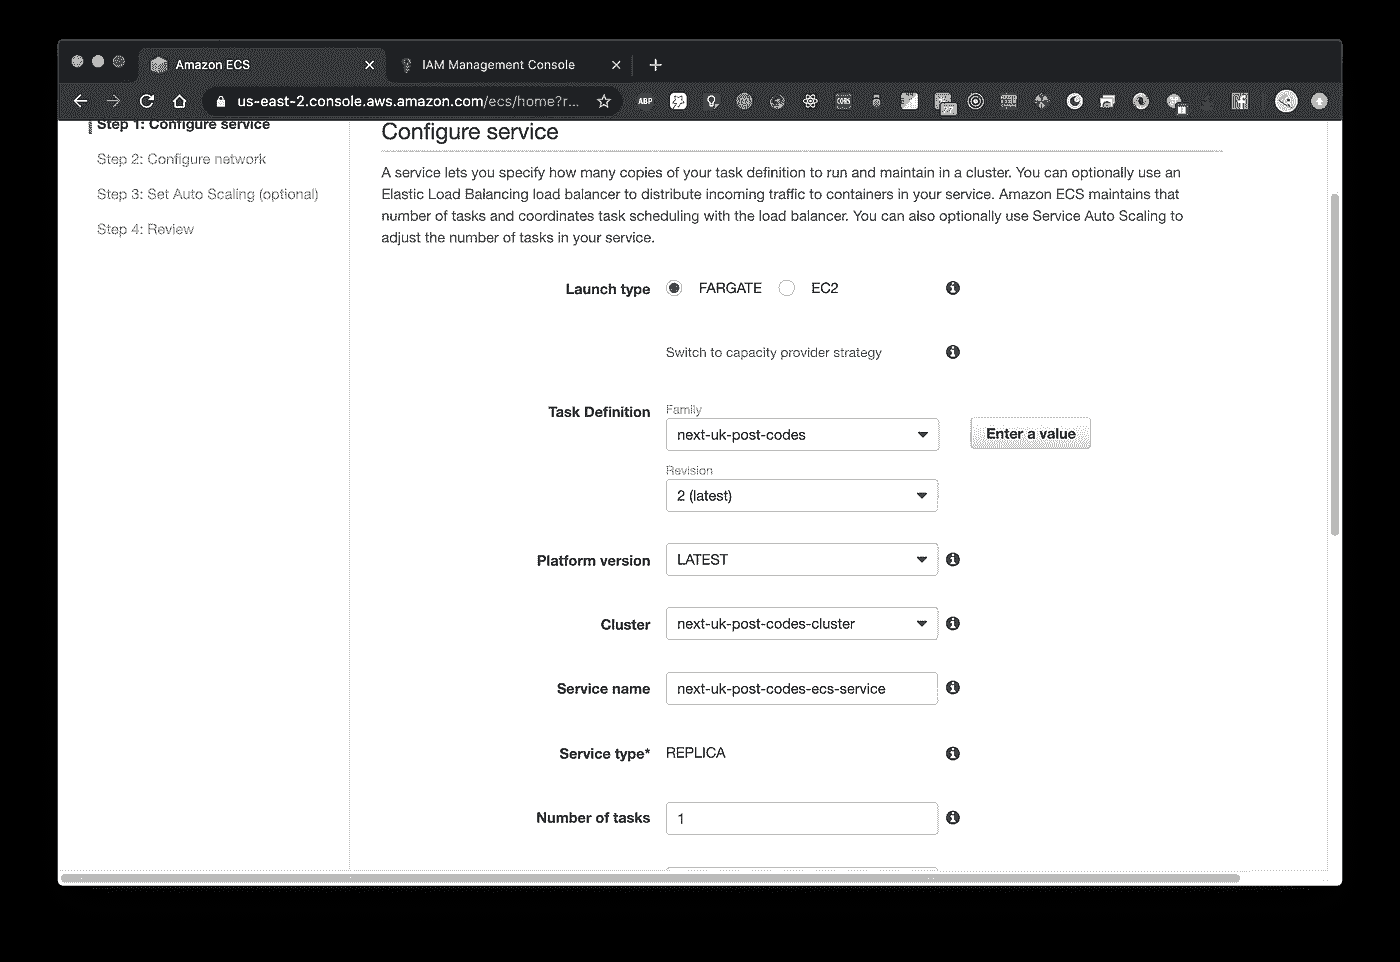 Amazon ECS
IAM Management Console
us-east-2.console.aws.amazon.com/ecs/home?r...
ABP
CORS
Step 1: Configure service
Step 2: Configure network
Step 3: Set Auto Scaling (optional)
Step 4: Review
Configure service
A service lets you specify how many copies of your task definition to run and maintain in a cluster. You can optionally use an
Elastic Load Balancing load balancer to distribute incoming traffic to containers in your service. Amazon ECS maintains that
number of tasks and coordinates task scheduling with the load balancer. You can also optionally use Service Auto Scaling to
adjust the number of tasks in your service.
Launch type FARGATE EC2
Switch to capacity provider strategy
Task Definition Family
next-uk-post-codes Enter a value
Revision
2 (latest)
Platform version LATEST
Cluster next-uk-post-codes-cluster
Service name next-uk-post-codes-ecs-service
Service type* REPLICA
Number of tasks 1